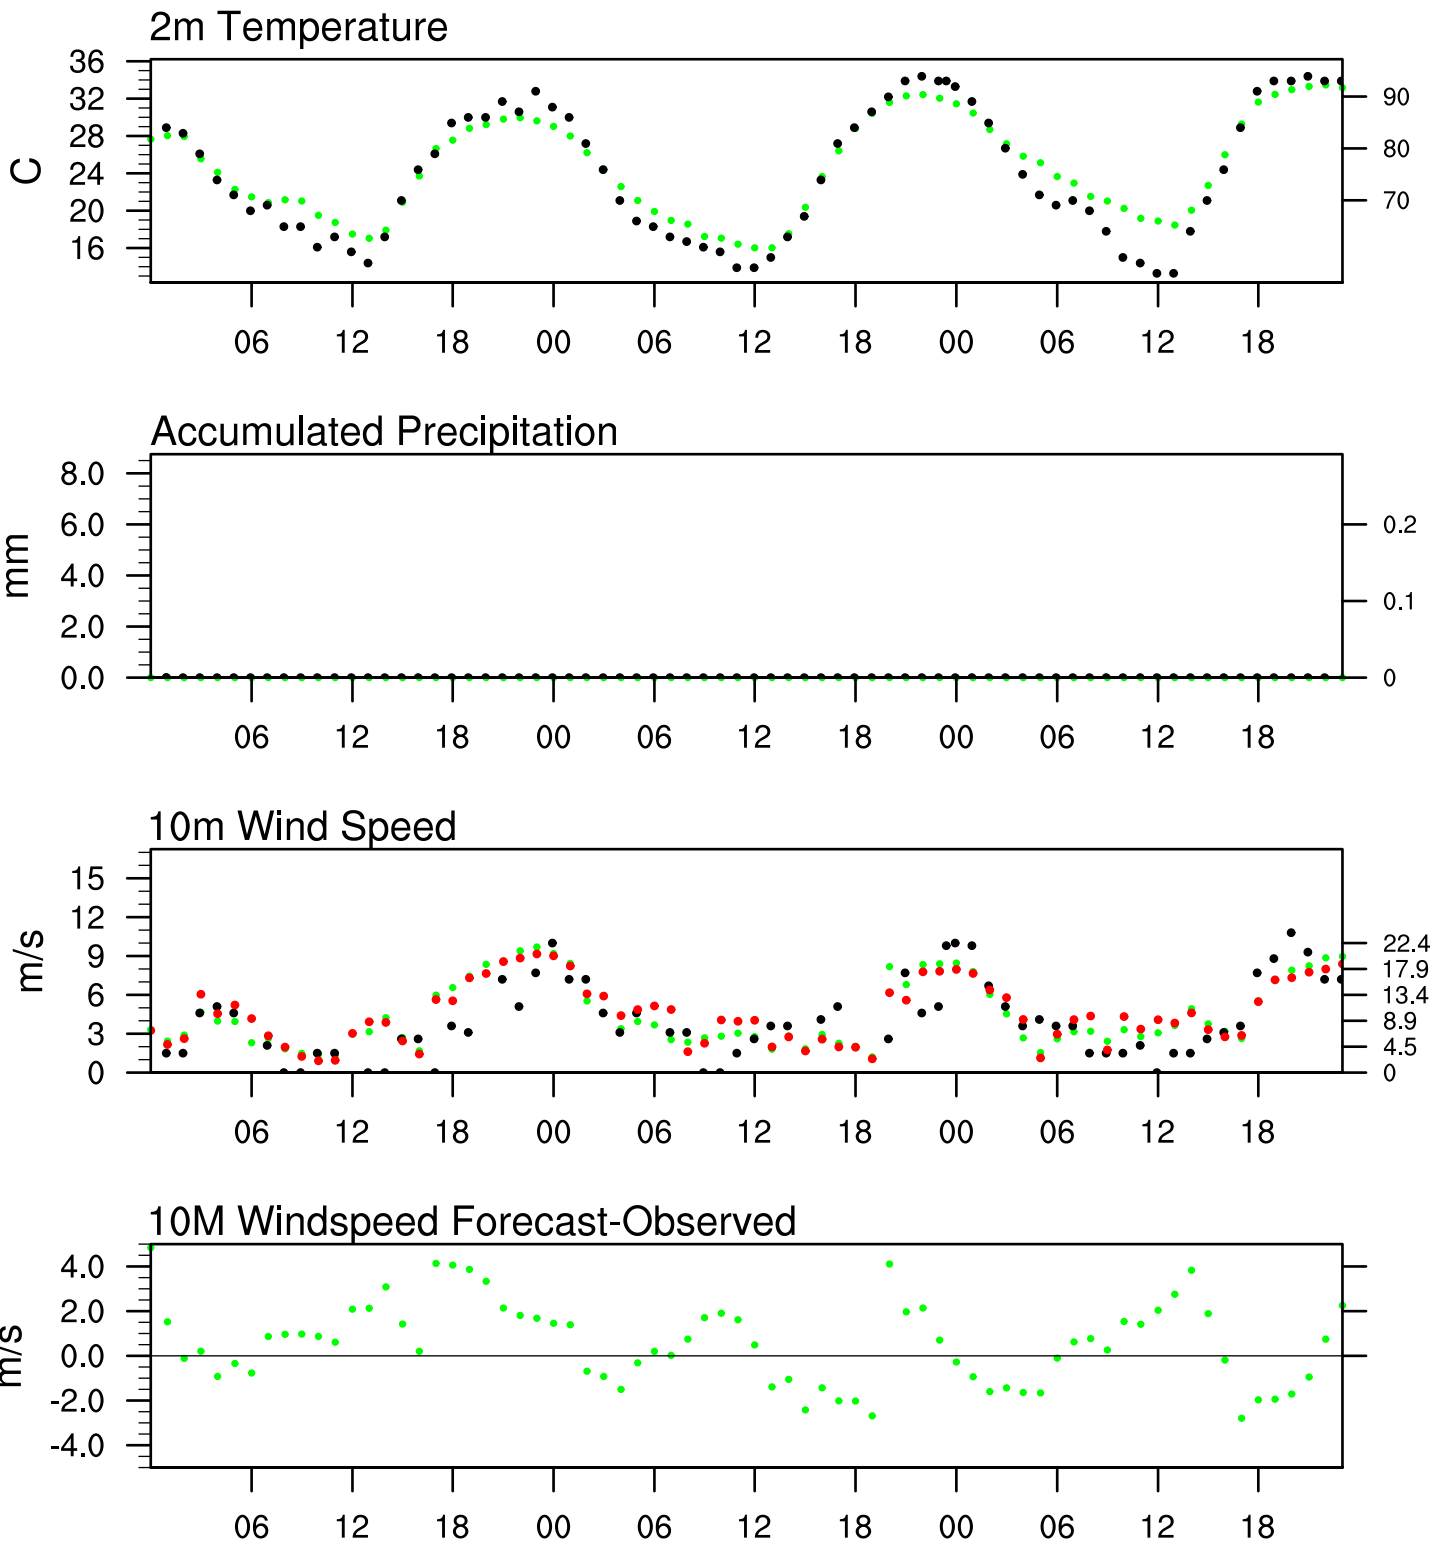 2m Temperature
36
32
28
24
20
16
C
90
80
70
06 12 18 00 06 12 18 00 06 12 18
Accumulated Precipitation
8.0
6.0
4.0
2.0
0.0
mm
0.2
0.1
0
06 12 18 00 06 12 18 00 06 12 18
10m Wind Speed
15
12
9
6
3
0
m/s
22.4
17.9
13.4
8.9
4.5
0
06 12 18 00 06 12 18 00 06 12 18
10M Windspeed Forecast-Observed
4.0
2.0
0.0
-2.0
-4.0
m/s
06 12 18 00 06 12 18 00 06 12 18